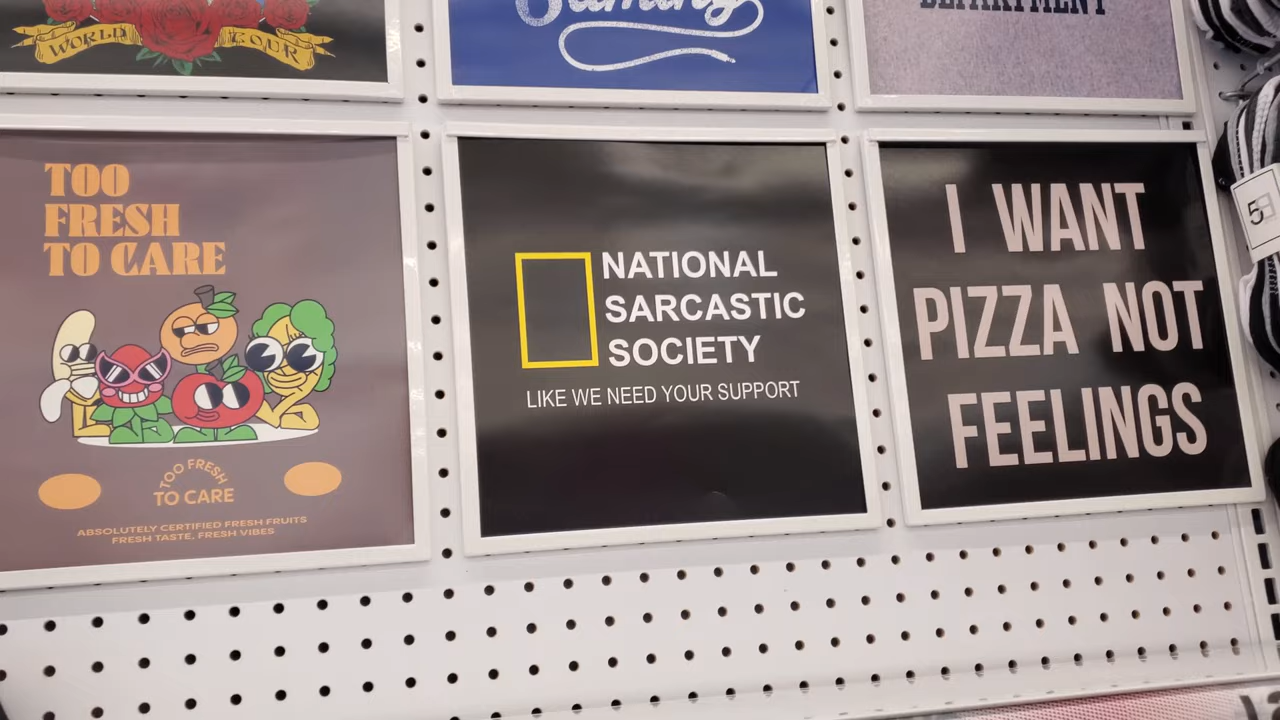 WORLD TOUR
DEPARTMENT
TOO
FRESH
TO CARE
TOO FRESH
TO CARE
ABSOLUTELY CERTIFIED FRESH FRUITS
FRESH TASTE, FRESH VIBES
NATIONAL
SARCASTIC
SOCIETY
LIKE WE NEED YOUR SUPPORT
I WANT
PIZZA NOT
FEELINGS
5